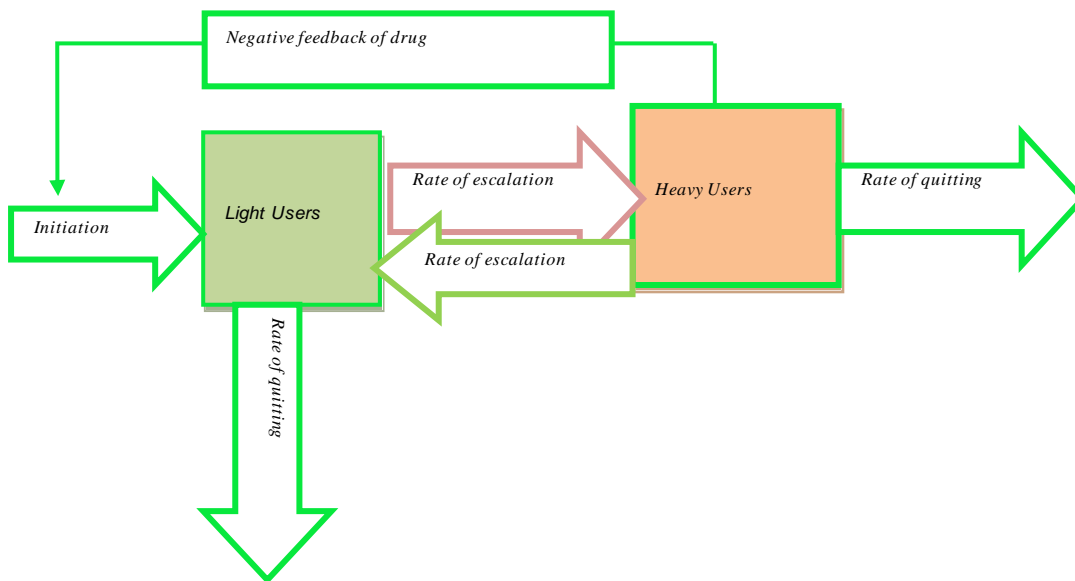 Negative feedback of drug
Rate of escalation
Heavy Users
Rate of quitting
Light Users
Initiation
Rate of escalation
Rate of quitting